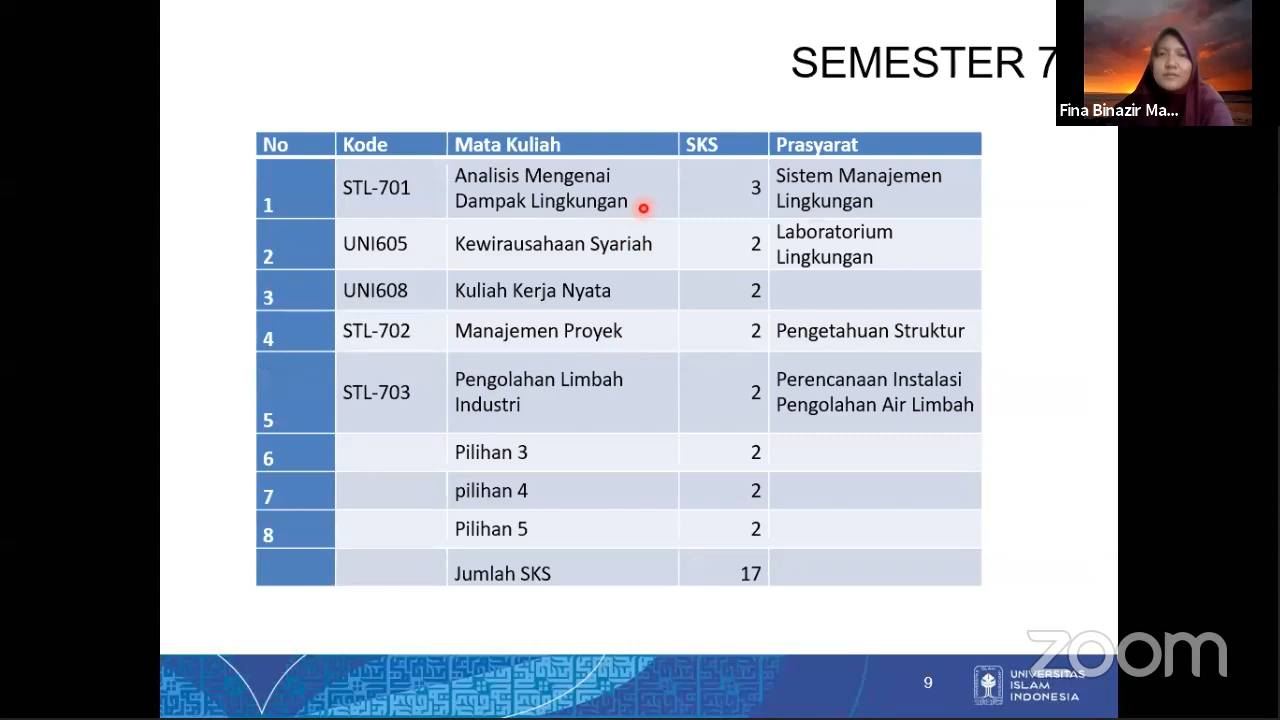 SEMESTER 7
Fina Binazir Ma...
No Kode Mata Kuliah SKS Prasyarat
1 STL-701 Analisis Mengenai Dampak Lingkungan 3 Sistem Manajemen Lingkungan
2 UNI605 Kewirausahaan Syariah 2 Laboratorium Lingkungan
3 UNI608 Kuliah Kerja Nyata 2
4 STL-702 Manajemen Proyek 2 Pengetahuan Struktur
5 STL-703 Pengolahan Limbah Industri 2 Perencanaan Instalasi Pengolahan Air Limbah
6 Pilihan 3 2
7 pilihan 4 2
8 Pilihan 5 2
Jumlah SKS 17
zoom
9
UNIVERSITAS
ISLAM
INDONESIA